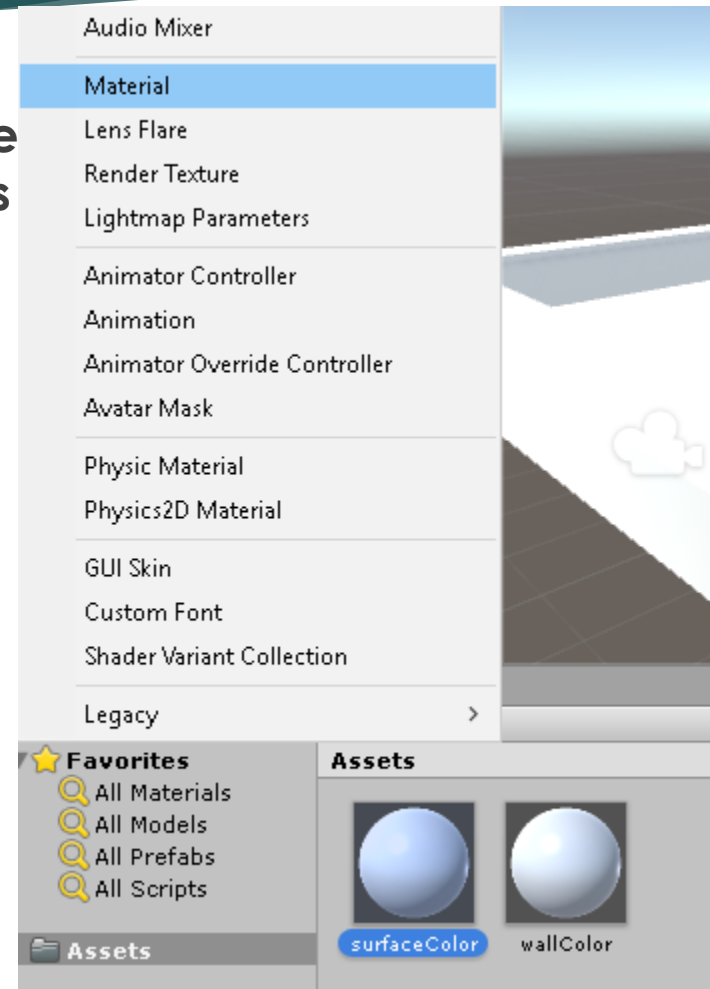 Audio Mixer
Material
Lens Flare
Render Texture
Lightmap Parameters
Animator Controller
Animation
Animator Override Controller
Avatar Mask
Physic Material
Physics2D Material
GUI Skin
Custom Font
Shader Variant Collection
Legacy
Favorites
All Materials
All Models
All Prefabs
All Scripts
Assets
Assets
surfaceColor
wallColor